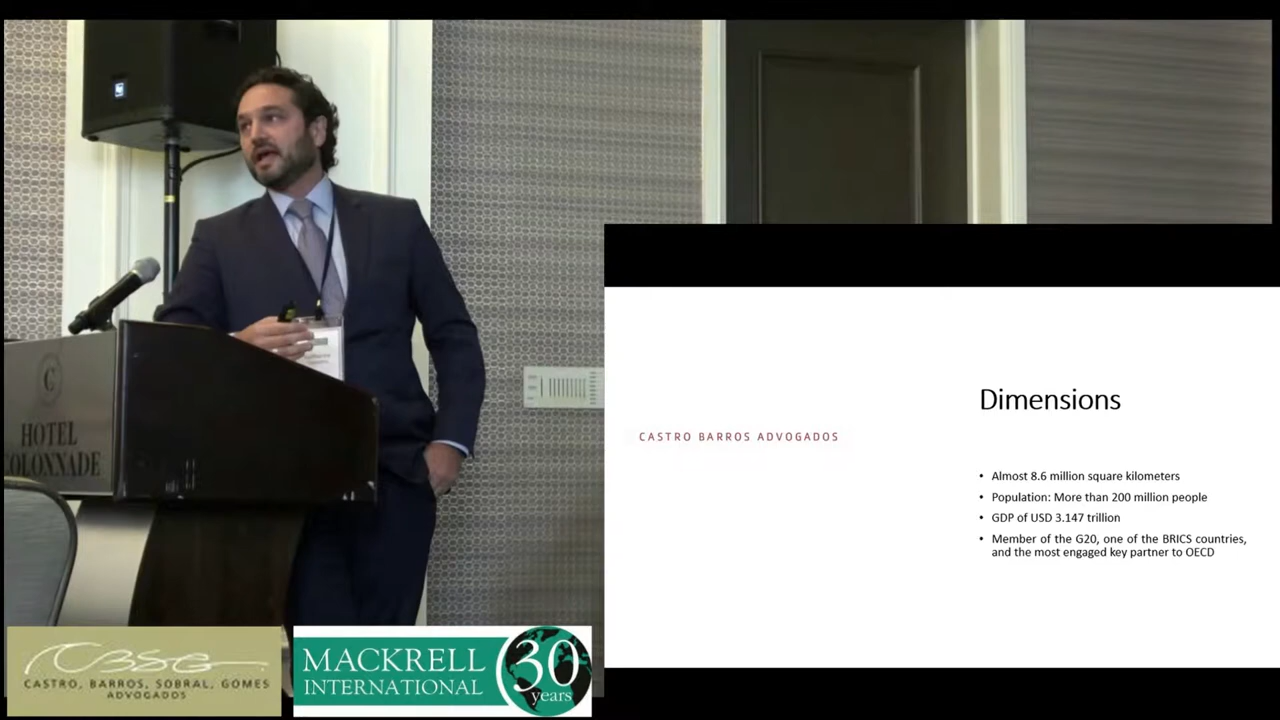 C
HOTEL
COLONNADE
Dimensions
CASTRO BARROS ADVOGADOS
• Almost 8.6 million square kilometers
• Population: More than 200 million people
• GDP of USD 3.147 trillion
• Member of the G20, one of the BRICS countries,
and the most engaged key partner to OECD
CBSG
CASTRO, BARROS, SOBRAL, GOMES
ADVOGADOS
MACKRELL
INTERNATIONAL
30
years